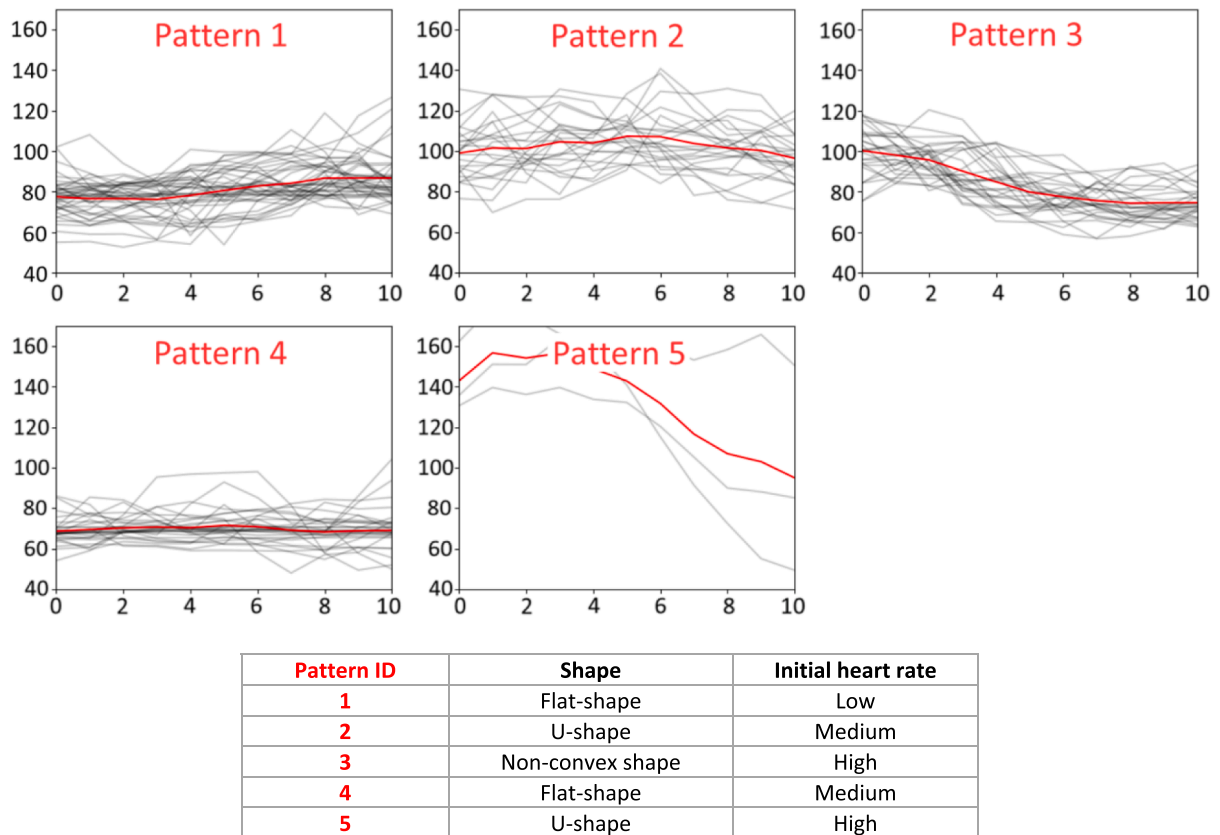 Pattern 1
160
140
120
100
80
60
40
0 2 4 6 8 10
Pattern 2
160
140
120
100
80
60
40
0 2 4 6 8 10
Pattern 3
160
140
120
100
80
60
40
0 2 4 6 8 10
Pattern 4
160
140
120
100
80
60
40
0 2 4 6 8 10
Pattern 5
160
140
120
100
80
60
40
0 2 4 6 8 10
Pattern ID Shape Initial heart rate
1 Flat-shape Low
2 U-shape Medium
3 Non-convex shape High
4 Flat-shape Medium
5 U-shape High